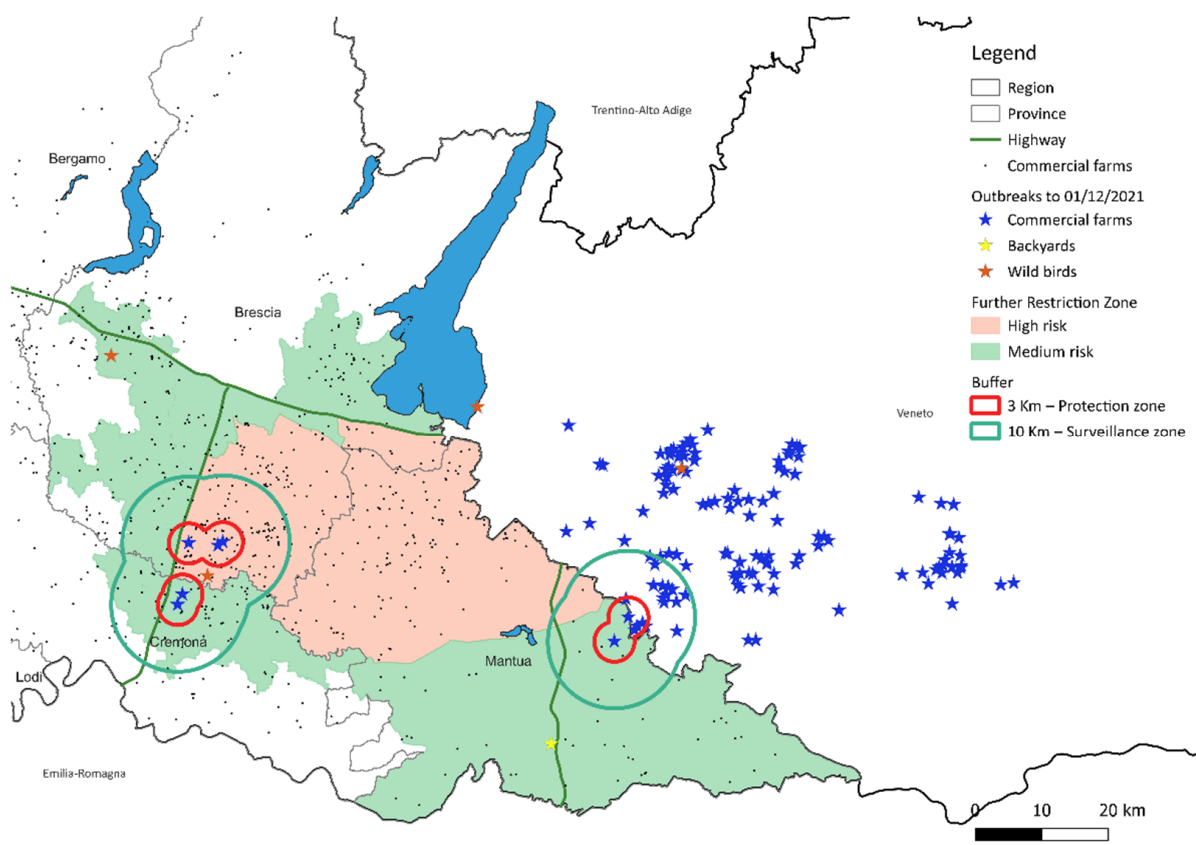 Legend
Region
Province
Highway
Commercial farms
Outbreaks to 01/12/2021
Commercial farms
Backyards
Wild birds
Further Restriction Zone
High risk
Medium risk
Buffer
3 Km – Protection zone
10 Km – Surveillance zone
Trentino-Alto Adige
Bergamo
Brescia
Veneto
Cremona
Mantua
Lodi
Emilia-Romagna
0 10 20 km